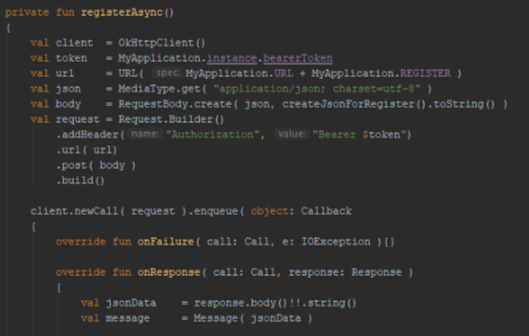 private fun registerAsync()
{
val client = OkHttpClient()
val token = MyApplication.instance.bearerToken
val url = URL( spec: MyApplication.URL + MyApplication.REGISTER )
val json = MediaType.get( "application/json; charset=utf-8" )
val body = RequestBody.create( json, createJsonForRegister().toString() )
val request = Request.Builder()
.addHeader( name: "Authorization", value: "Bearer $token")
.url( url)
.post( body )
.build()
client.newCall( request ).enqueue( object: Callback
{
override fun onFailure( call: Call, e: IOException ){}
override fun onResponse( call: Call, response: Response )
{
val jsonData = response.body()!!.string()
val message = Message( jsonData )